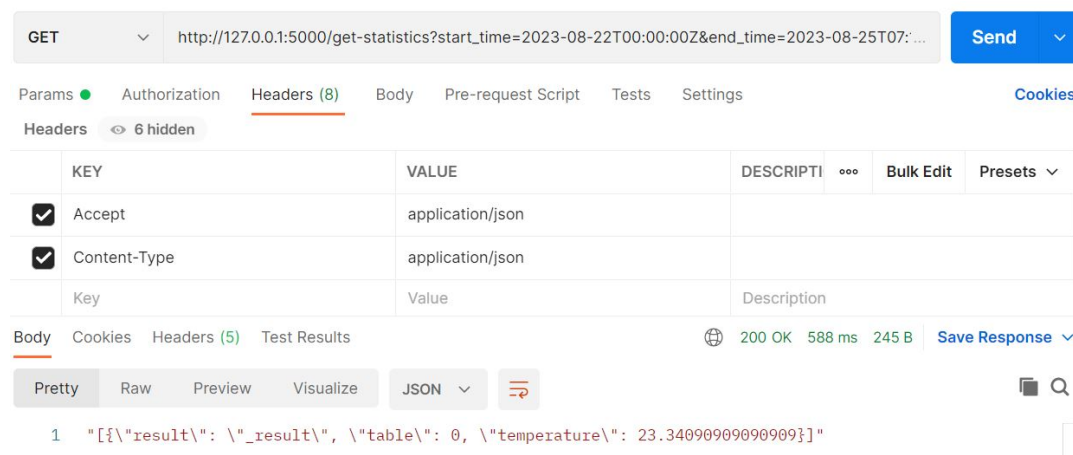 GET http://127.0.0.1:5000/get-statistics?start_time=2023-08-22T00:00:00Z&end_time=2023-08-25T07:'... Send
Params Authorization Headers (8) Body Pre-request Script Tests Settings Cookies
Headers 6 hidden
KEY VALUE DESCRIPTI ooo Bulk Edit Presets
Accept application/json
Content-Type application/json
Key Value Description
Body Cookies Headers (5) Test Results 200 OK 588 ms 245 B Save Response
Pretty Raw Preview Visualize JSON
1 "[{\"result\": \"_result\", \"table\": 0, \"temperature\": 23.34090909090909}]"